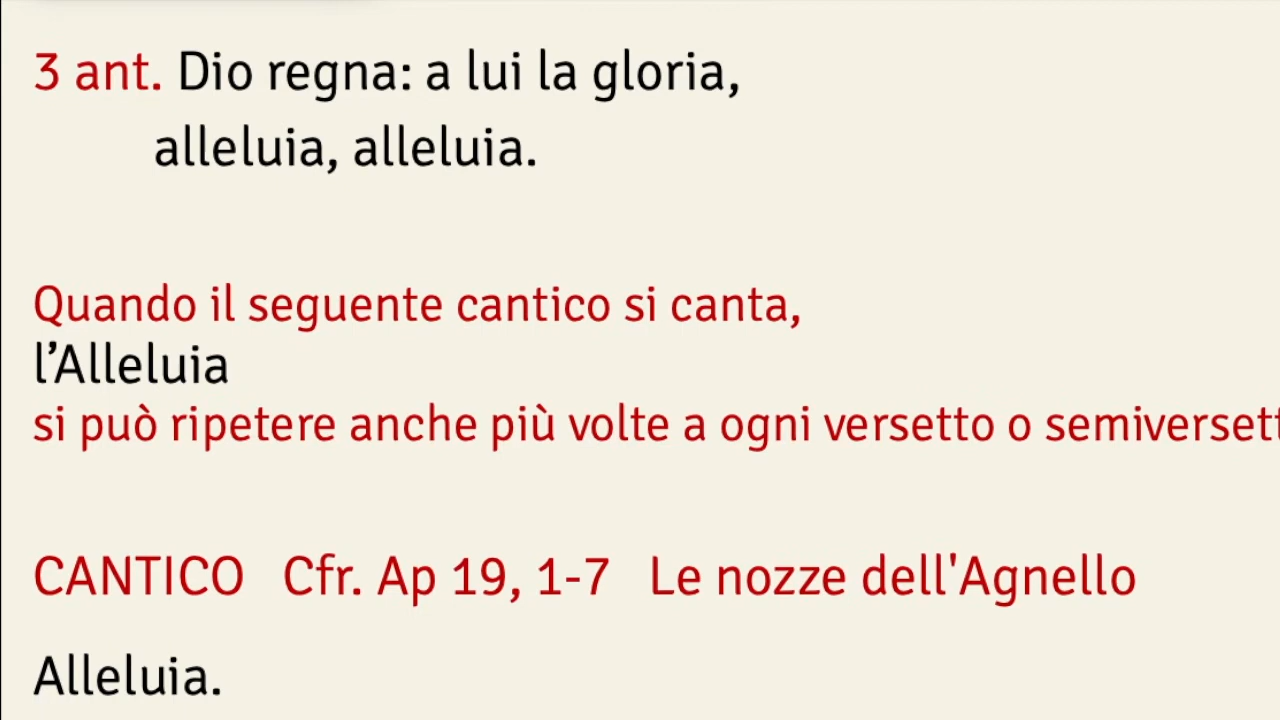 3 ant. Dio regna: a lui la gloria,
alleluia, alleluia.
Quando il seguente cantico si canta,
l’Alleluia
si può ripetere anche più volte a ogni versetto o
CANTICO Cfr. Ap 19, 1-7 Le nozze dell'Agnello
Alleluia.